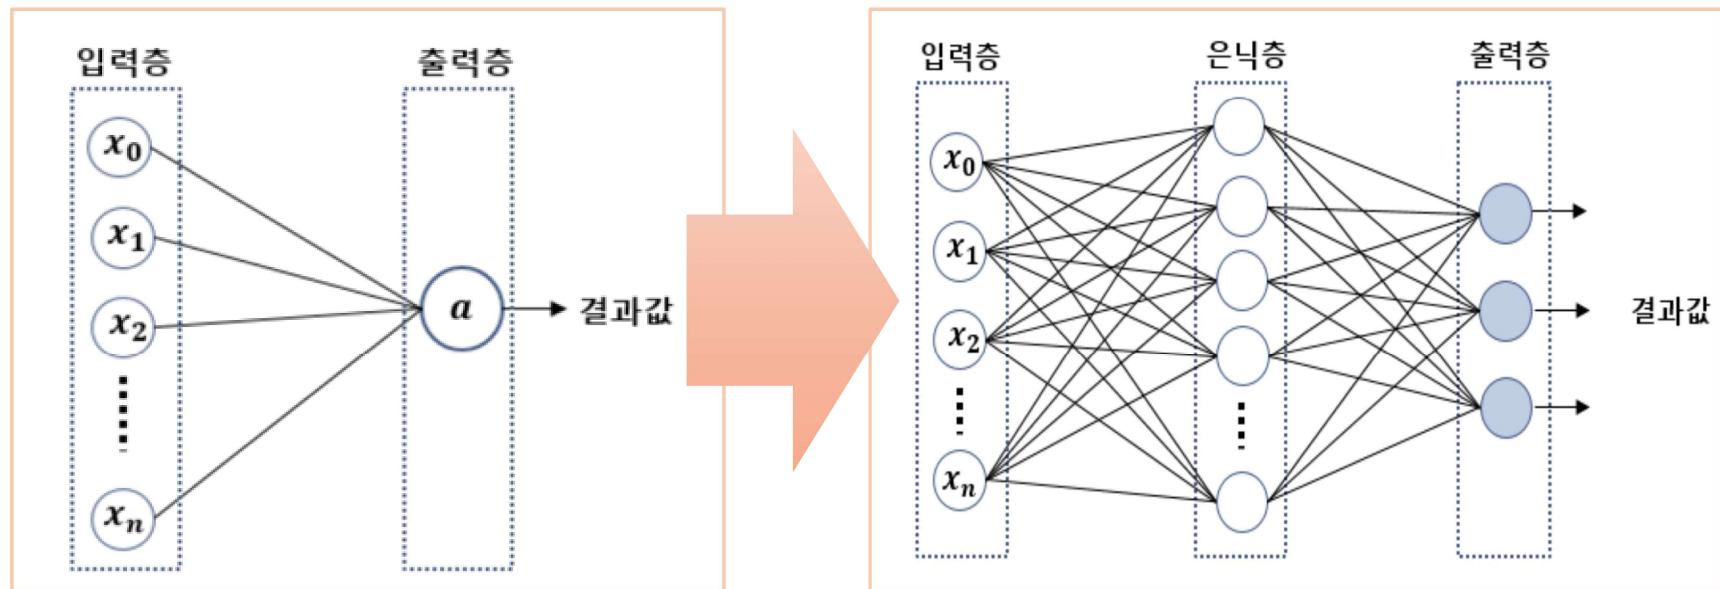 입력층 출력층
x₀
x₁
x₂
xₙ
a
결과값
입력층 은닉층 출력층
x₀
x₁
x₂
xₙ
결과값